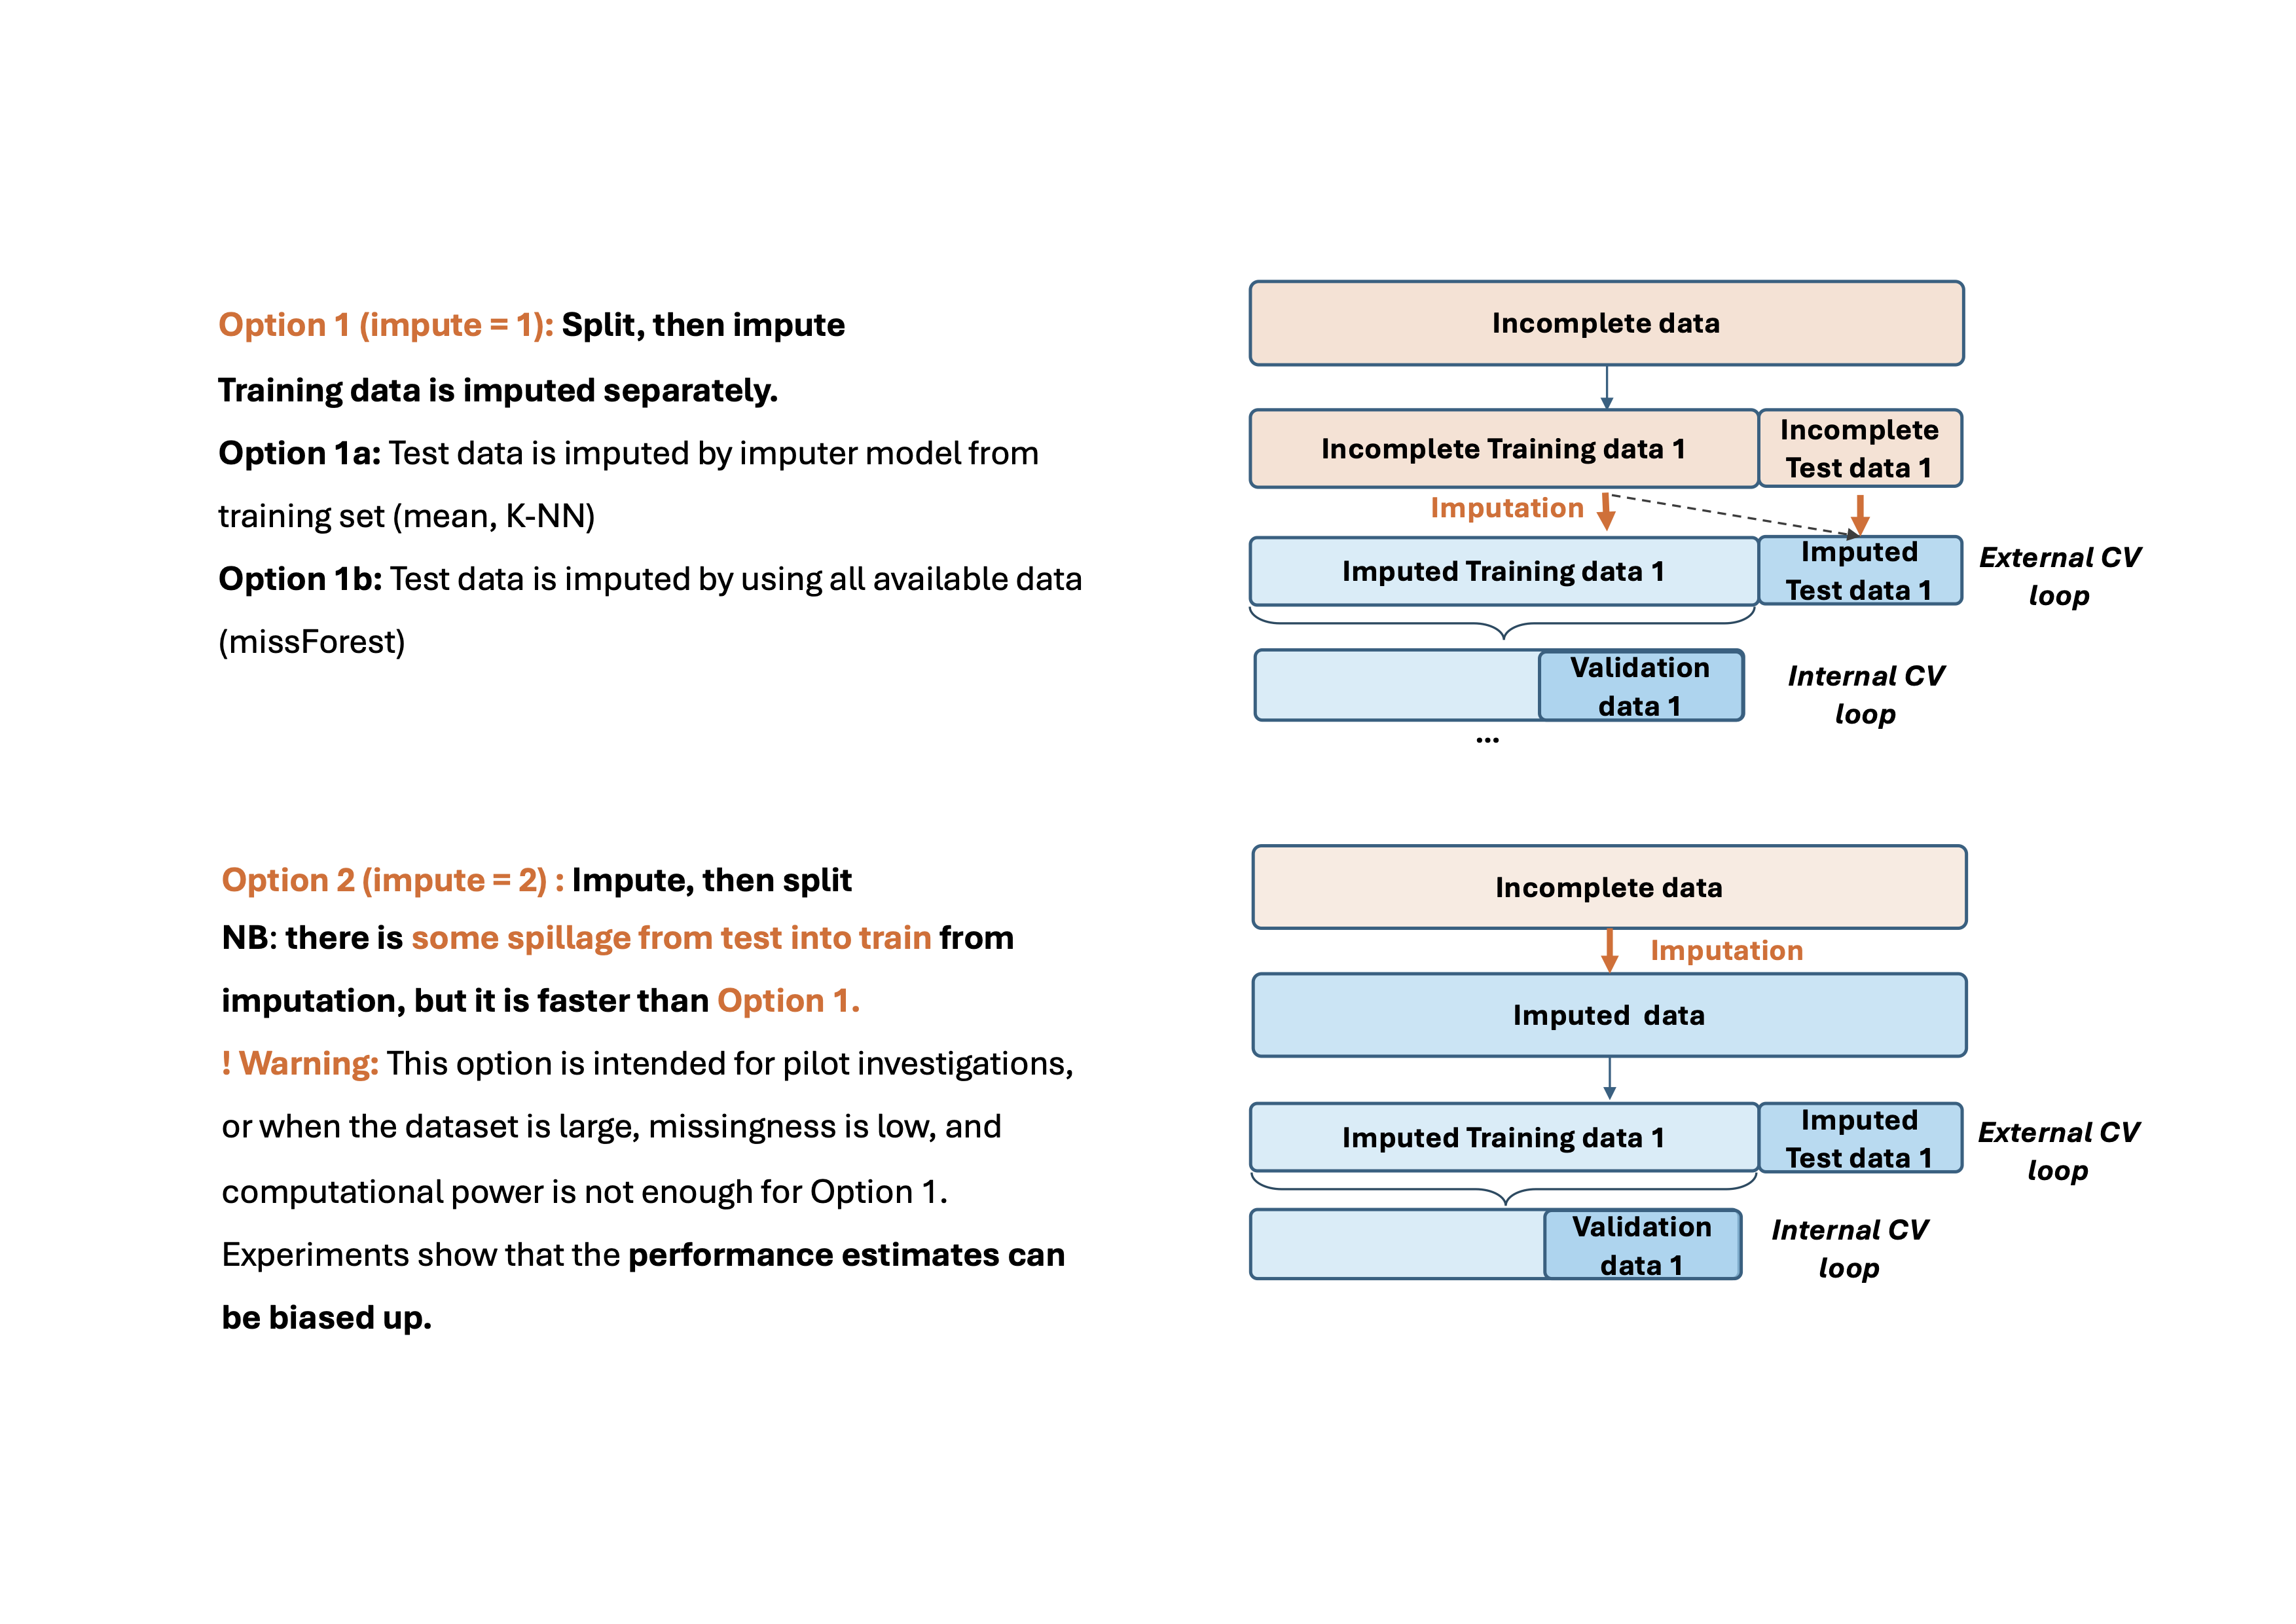 Option 1 (impute = 1): Split, then impute
Training data is imputed separately.
Option 1a: Test data is imputed by imputer model from
training set (mean, K-NN)
Option 1b: Test data is imputed by using all available data
(missForest)
Incomplete data
Incomplete Training data 1
Incomplete
Test data 1
Imputation
Imputed Training data 1
Imputed
Test data 1
External CV
loop
Validation
data 1
Internal CV
loop
...
Option 2 (impute = 2) : Impute, then split
NB: there is some spillage from test into train from
imputation, but it is faster than Option 1.
! Warning: This option is intended for pilot investigations,
or when the dataset is large, missingness is low, and
computational power is not enough for Option 1.
Experiments show that the performance estimates can
be biased up.
Incomplete data
Imputation
Imputed data
Imputed Training data 1
Imputed
Test data 1
External CV
loop
Validation
data 1
Internal CV
loop